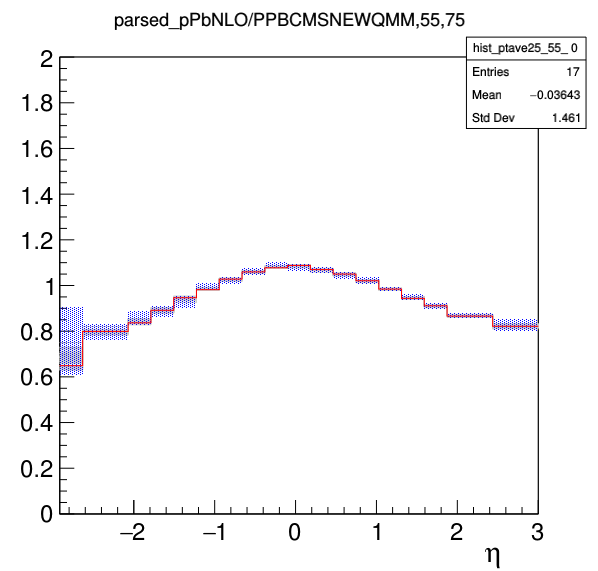 parsed_pPbNLO/PPBCMSNEWQMM,55,75
hist_ptave25_55_ 0
Entries 17
Mean −0.03643
Std Dev 1.461
2
1.8
1.6
1.4
1.2
1
0.8
0.6
0.4
0.2
0
−2 −1 0 1 2 3
η